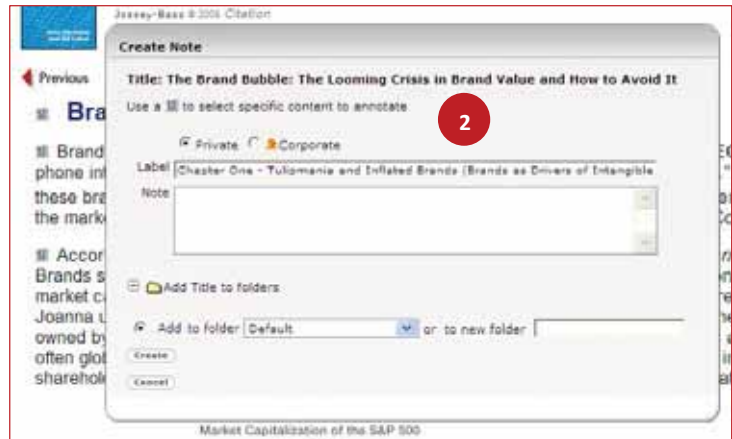 Jossey-Bass © 2008 Citation
Create Note
Previous
Title: The Brand Bubble: The Looming Crisis in Brand Value and How to Avoid It
Bra
Use a to select specific content to annotate
2
Private Corporate
Brand
Label Chapter One - Tulipmania and Inflated Brands (Brands as Drivers of Intangible
phone in
Note
these bra
the mark
Accor
Brands s
Add Title to folders
market c
Joanna
Add to folder Default or to new folder
owned by
Create
often glob
sharehol
Cancel
Market Capitalization of the S&P 500